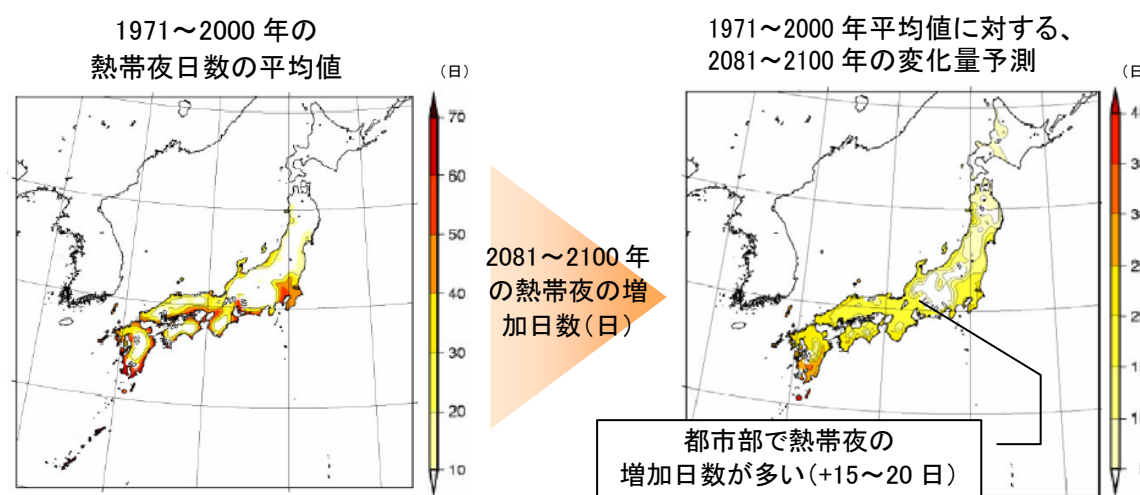 1971～2000 年の
熱帯夜日数の平均値
（日）
70
60
50
40
30
20
10
2081～2100 年
の熱帯夜の増
加日数(日)
1971～2000 年平均値に対する、
2081～2100 年の変化量予測
都市部で熱帯夜の
増加日数が多い(+15～20 日)